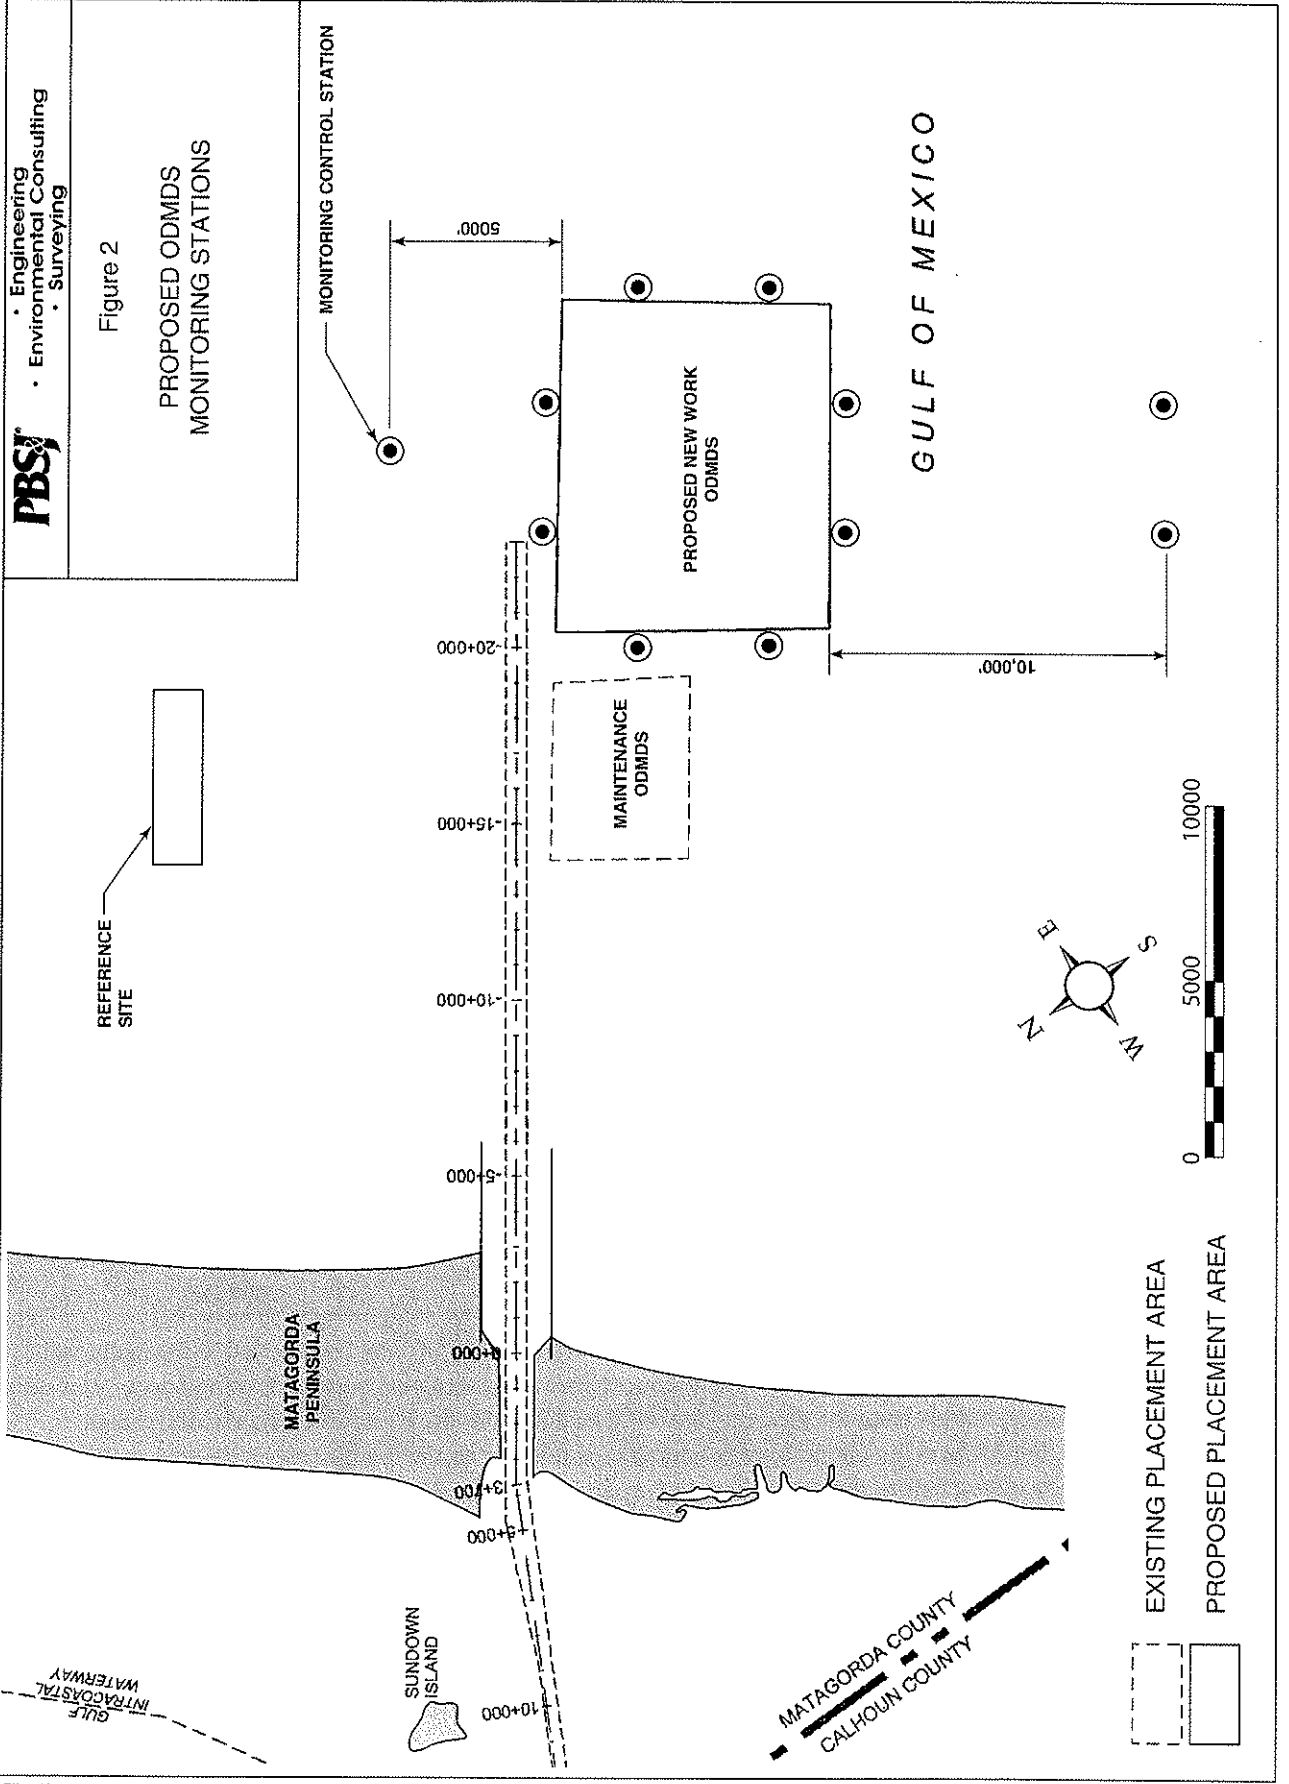 PBSJ
• Engineering
• Environmental Consulting
• Surveying
Figure 2
PROPOSED ODMDS
MONITORING STATIONS
MONITORING CONTROL STATION
5000'
PROPOSED NEW WORK
ODMDS
GULF OF MEXICO
10,000'
MAINTENANCE
ODMDS
REFERENCE
SITE
-20+000
-15+000
-10+000
-5+000
0+000
3+700
5+000
10+000
MATAGORDA
PENINSULA
SUNDOWN
ISLAND
GULF
INTRACOASTAL
WATERWAY
MATAGORDA COUNTY
CALHOUN COUNTY
N
E
S
W
0
5000
10000
EXISTING PLACEMENT AREA
PROPOSED PLACEMENT AREA